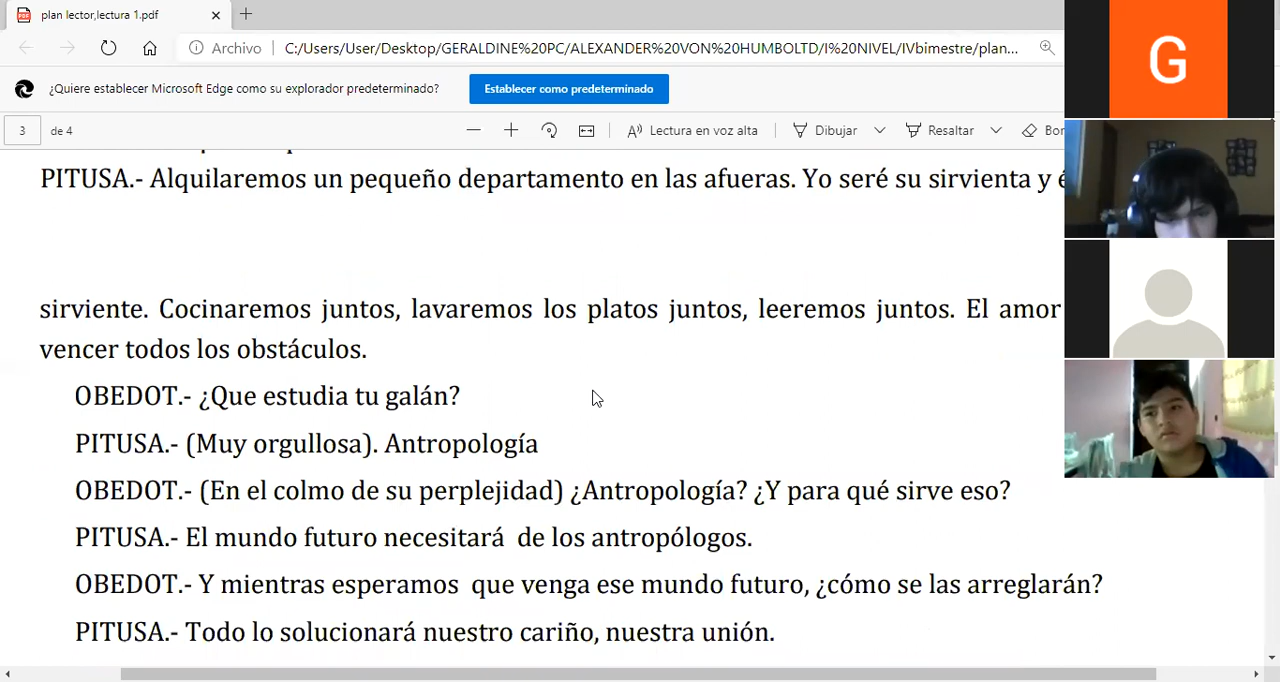 plan lector,lectura 1.pdf
Archivo C:/Users/User/Desktop/GERALDINE%20PC/ALEXANDER%20VON%20HUMBOLTD/I%20NIVEL/IVbimestre/plan...
¿Quiere establecer Microsoft Edge como su explorador predeterminado? Establecer como predeterminado
3 de 4 Lectura en voz alta Dibujar Resaltar
PITUSA.- Alquilaremos un pequeño departamento en las afueras. Yo seré su sirvienta y
sirviente. Cocinaremos juntos, lavaremos los platos juntos, leeremos juntos. El amor
vencer todos los obstáculos.
OBEDOT.- ¿Que estudia tu galán?
PITUSA.- (Muy orgullosa). Antropología
OBEDOT.- (En el colmo de su perplejidad) ¿Antropología? ¿Y para qué sirve eso?
PITUSA.- El mundo futuro necesitará  de los antropólogos.
OBEDOT.- Y mientras esperamos  que venga ese mundo futuro, ¿cómo se las arreglarán?
PITUSA.- Todo lo solucionará nuestro cariño, nuestra unión.
G